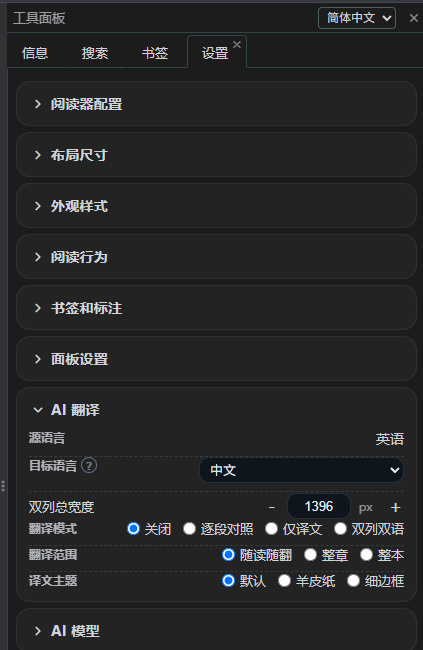 工具面板 简体中文
信息 搜索 书签 设置
阅读器配置
布局尺寸
外观样式
阅读行为
书签和标注
面板设置
AI 翻译
源语言 英语
目标语言 ? 中文
双列总宽度 - 1396 px +
翻译模式 关闭 逐段对照 仅译文 双列双语
翻译范围 随读随翻 整章 整本
译文主题 默认 羊皮纸 细边框
AI 模型